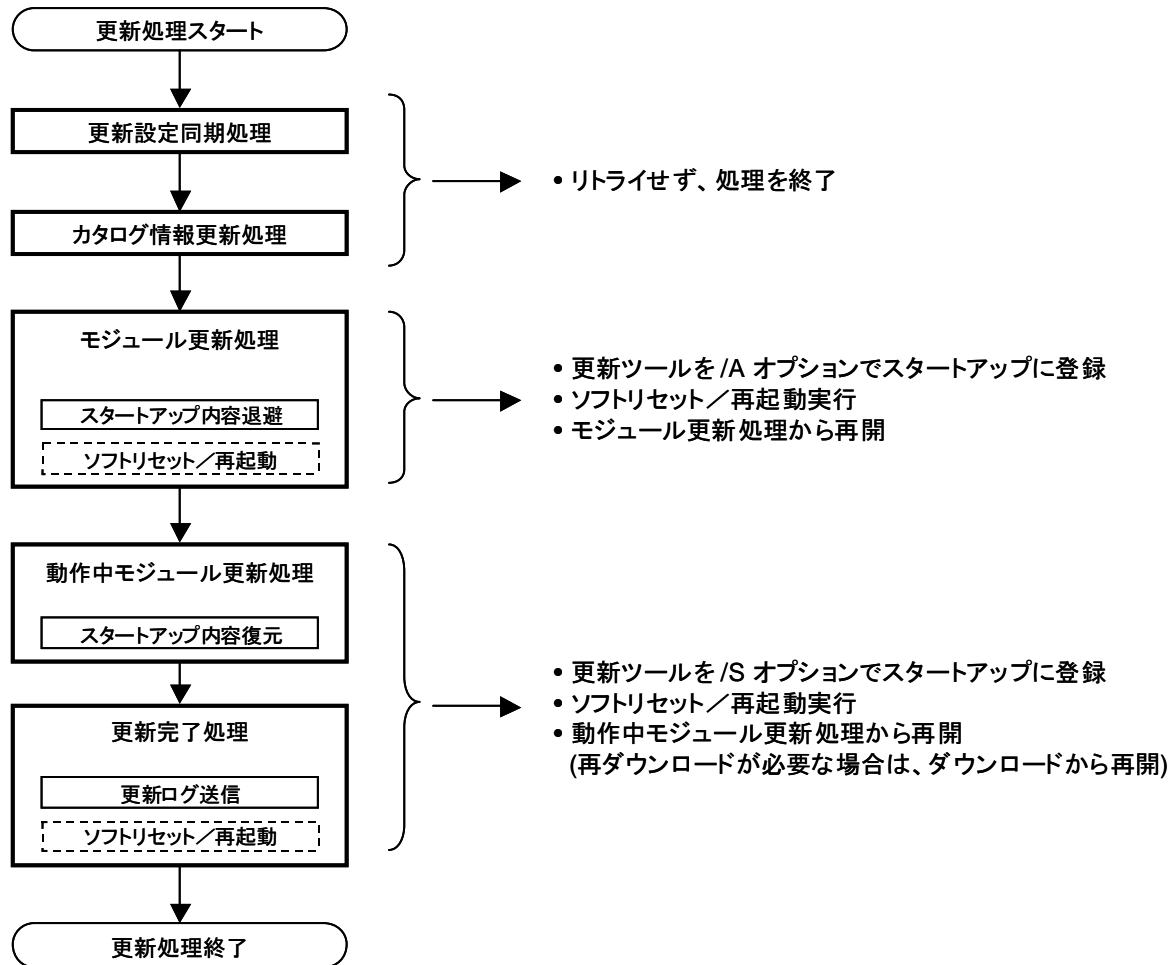 更新処理スタート
更新設定同期処理
カタログ情報更新処理
• リトライせず、処理を終了
モジュール更新処理
スタートアップ内容退避
ソフトリセット／再起動
• 更新ツールを /A オプションでスタートアップに登録
• ソフトリセット／再起動実行
• モジュール更新処理から再開
動作中モジュール更新処理
スタートアップ内容復元
更新完了処理
更新ログ送信
ソフトリセット／再起動
• 更新ツールを /S オプションでスタートアップに登録
• ソフトリセット／再起動実行
• 動作中モジュール更新処理から再開
(再ダウンロードが必要な場合は、ダウンロードから再開)
更新処理終了